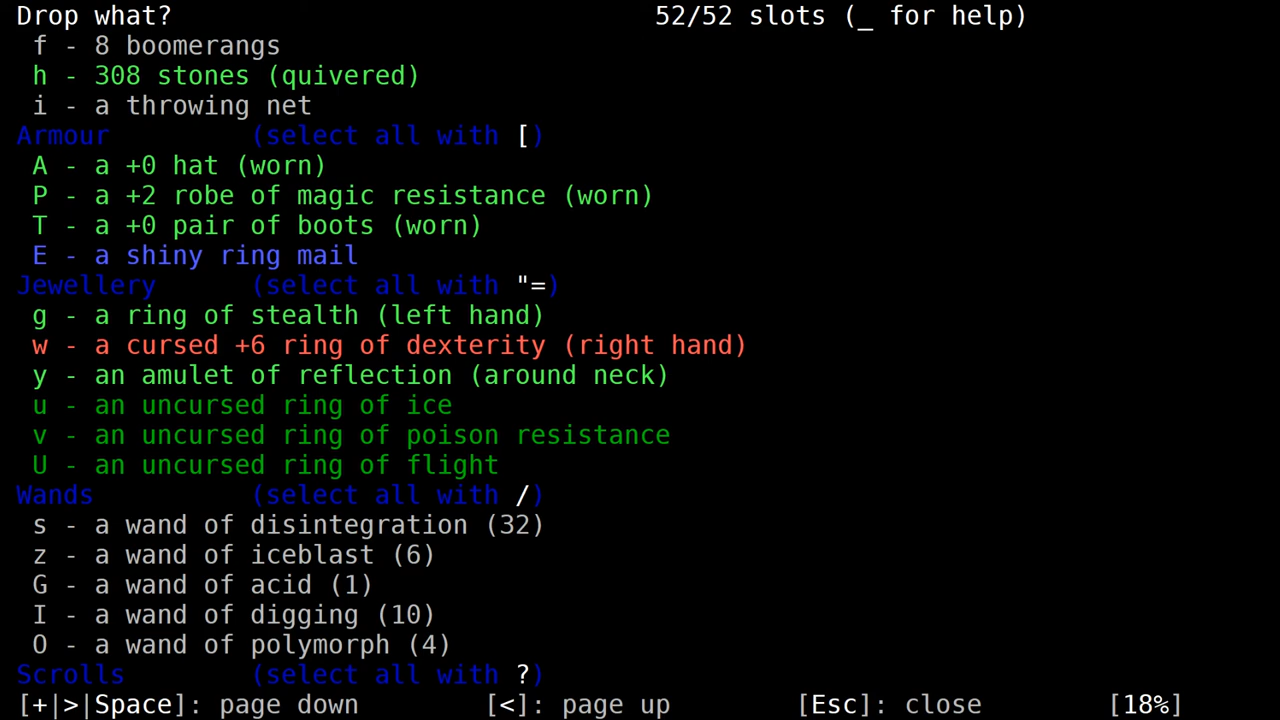 Drop what? 52/52 slots (_ for help)
f - 8 boomerangs
h - 308 stones (quivered)
i - a throwing net
Armour (select all with [)
A - a +0 hat (worn)
P - a +2 robe of magic resistance (worn)
T - a +0 pair of boots (worn)
E - a shiny ring mail
Jewellery (select all with "=)
g - a ring of stealth (left hand)
w - a cursed +6 ring of dexterity (right hand)
y - an amulet of reflection (around neck)
u - an uncursed ring of ice
v - an uncursed ring of poison resistance
U - an uncursed ring of flight
Wands (select all with /)
s - a wand of disintegration (32)
z - a wand of iceblast (6)
G - a wand of acid (1)
I - a wand of digging (10)
O - a wand of polymorph (4)
Scrolls (select all with ?)
[+|>|Space]: page down [<]: page up [Esc]: close [18%]